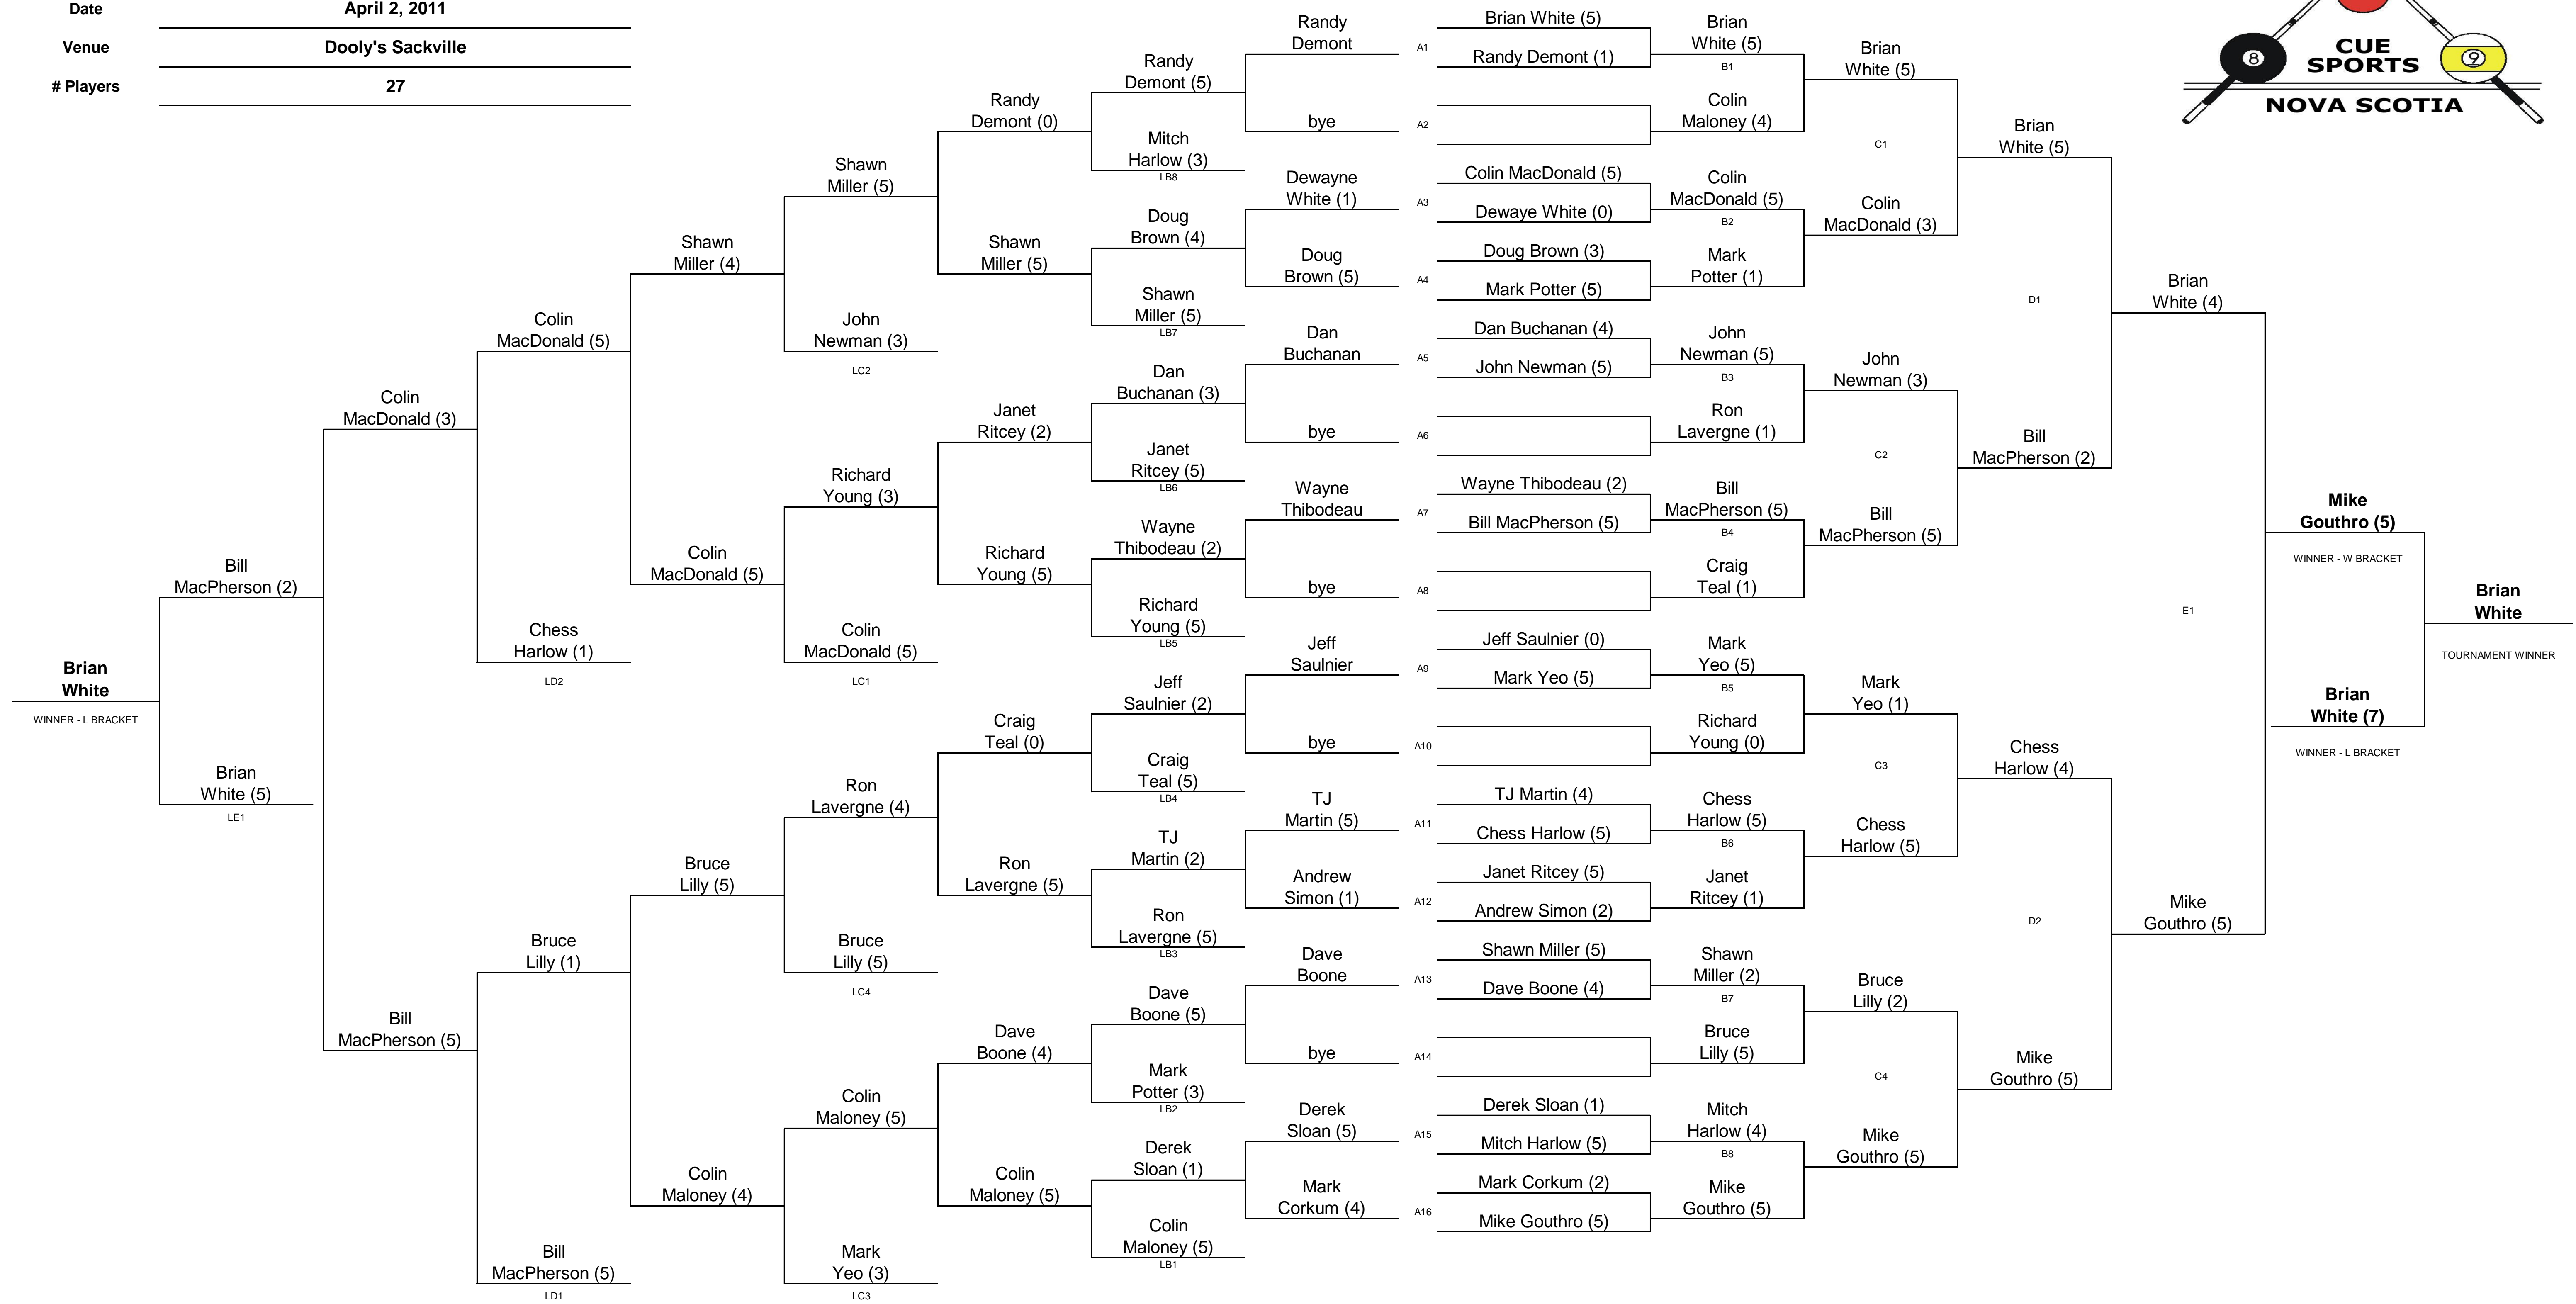 Date
April 2, 2011
Venue
Dooly's Sackville
# Players
27
8
CUE
SPORTS
9
NOVA SCOTIA
Brian
White
WINNER - L BRACKET
Bill
MacPherson (2)
Brian
White (5)
LE1
Colin
MacDonald (3)
Bill
MacPherson (5)
Colin
MacDonald (5)
Chess
Harlow (1)
LD2
Bruce
Lilly (1)
Bill
MacPherson (5)
LD1
Shawn
Miller (4)
Colin
MacDonald (5)
Bruce
Lilly (5)
Colin
Maloney (4)
Shawn
Miller (5)
John
Newman (3)
LC2
Richard
Young (3)
Colin
MacDonald (5)
LC1
Ron
Lavergne (4)
Bruce
Lilly (5)
LC4
Colin
Maloney (5)
Mark
Yeo (3)
LC3
Randy
Demont (0)
Shawn
Miller (5)
Janet
Ritcey (2)
Richard
Young (5)
Craig
Teal (0)
Ron
Lavergne (5)
Dave
Boone (4)
Colin
Maloney (5)
Randy
Demont (5)
Mitch
Harlow (3)
LB8
Doug
Brown (4)
Shawn
Miller (5)
LB7
Dan
Buchanan (3)
Janet
Ritcey (5)
LB6
Wayne
Thibodeau (2)
Richard
Young (5)
LB5
Jeff
Saulnier (2)
Craig
Teal (5)
LB4
TJ
Martin (2)
Ron
Lavergne (5)
LB3
Dave
Boone (5)
Mark
Potter (3)
LB2
Derek
Sloan (1)
Colin
Maloney (5)
LB1
Randy
Demont
bye
Dewayne
White (1)
Doug
Brown (5)
Dan
Buchanan
bye
Wayne
Thibodeau
bye
Jeff
Saulnier
bye
TJ
Martin (5)
Andrew
Simon (1)
Dave
Boone
bye
Derek
Sloan (5)
Mark
Corkum (4)
A1
A2
A3
A4
A5
A6
A7
A8
A9
A10
A11
A12
A13
A14
A15
A16
Brian White (5)
Randy Demont (1)
Colin MacDonald (5)
Dewaye White (0)
Doug Brown (3)
Mark Potter (5)
Dan Buchanan (4)
John Newman (5)
Wayne Thibodeau (2)
Bill MacPherson (5)
Jeff Saulnier (0)
Mark Yeo (5)
TJ Martin (4)
Chess Harlow (5)
Janet Ritcey (5)
Andrew Simon (2)
Shawn Miller (5)
Dave Boone (4)
Derek Sloan (1)
Mitch Harlow (5)
Mark Corkum (2)
Mike Gouthro (5)
Brian
White (5)
B1
Colin
Maloney (4)
Colin
MacDonald (5)
B2
Mark
Potter (1)
John
Newman (5)
B3
Ron
Lavergne (1)
Bill
MacPherson (5)
B4
Craig
Teal (1)
Mark
Yeo (5)
B5
Richard
Young (0)
Chess
Harlow (5)
B6
Janet
Ritcey (1)
Shawn
Miller (2)
B7
Bruce
Lilly (5)
Mitch
Harlow (4)
B8
Mike
Gouthro (5)
Brian
White (5)
C1
Colin
MacDonald (3)
John
Newman (3)
C2
Bill
MacPherson (5)
Mark
Yeo (1)
C3
Chess
Harlow (5)
Bruce
Lilly (2)
C4
Mike
Gouthro (5)
Brian
White (5)
D1
Bill
MacPherson (2)
Chess
Harlow (4)
D2
Mike
Gouthro (5)
Brian
White (4)
E1
Mike
Gouthro (5)
Mike
Gouthro (5)
WINNER - W BRACKET
Brian
White (7)
WINNER - L BRACKET
Brian
White
TOURNAMENT WINNER